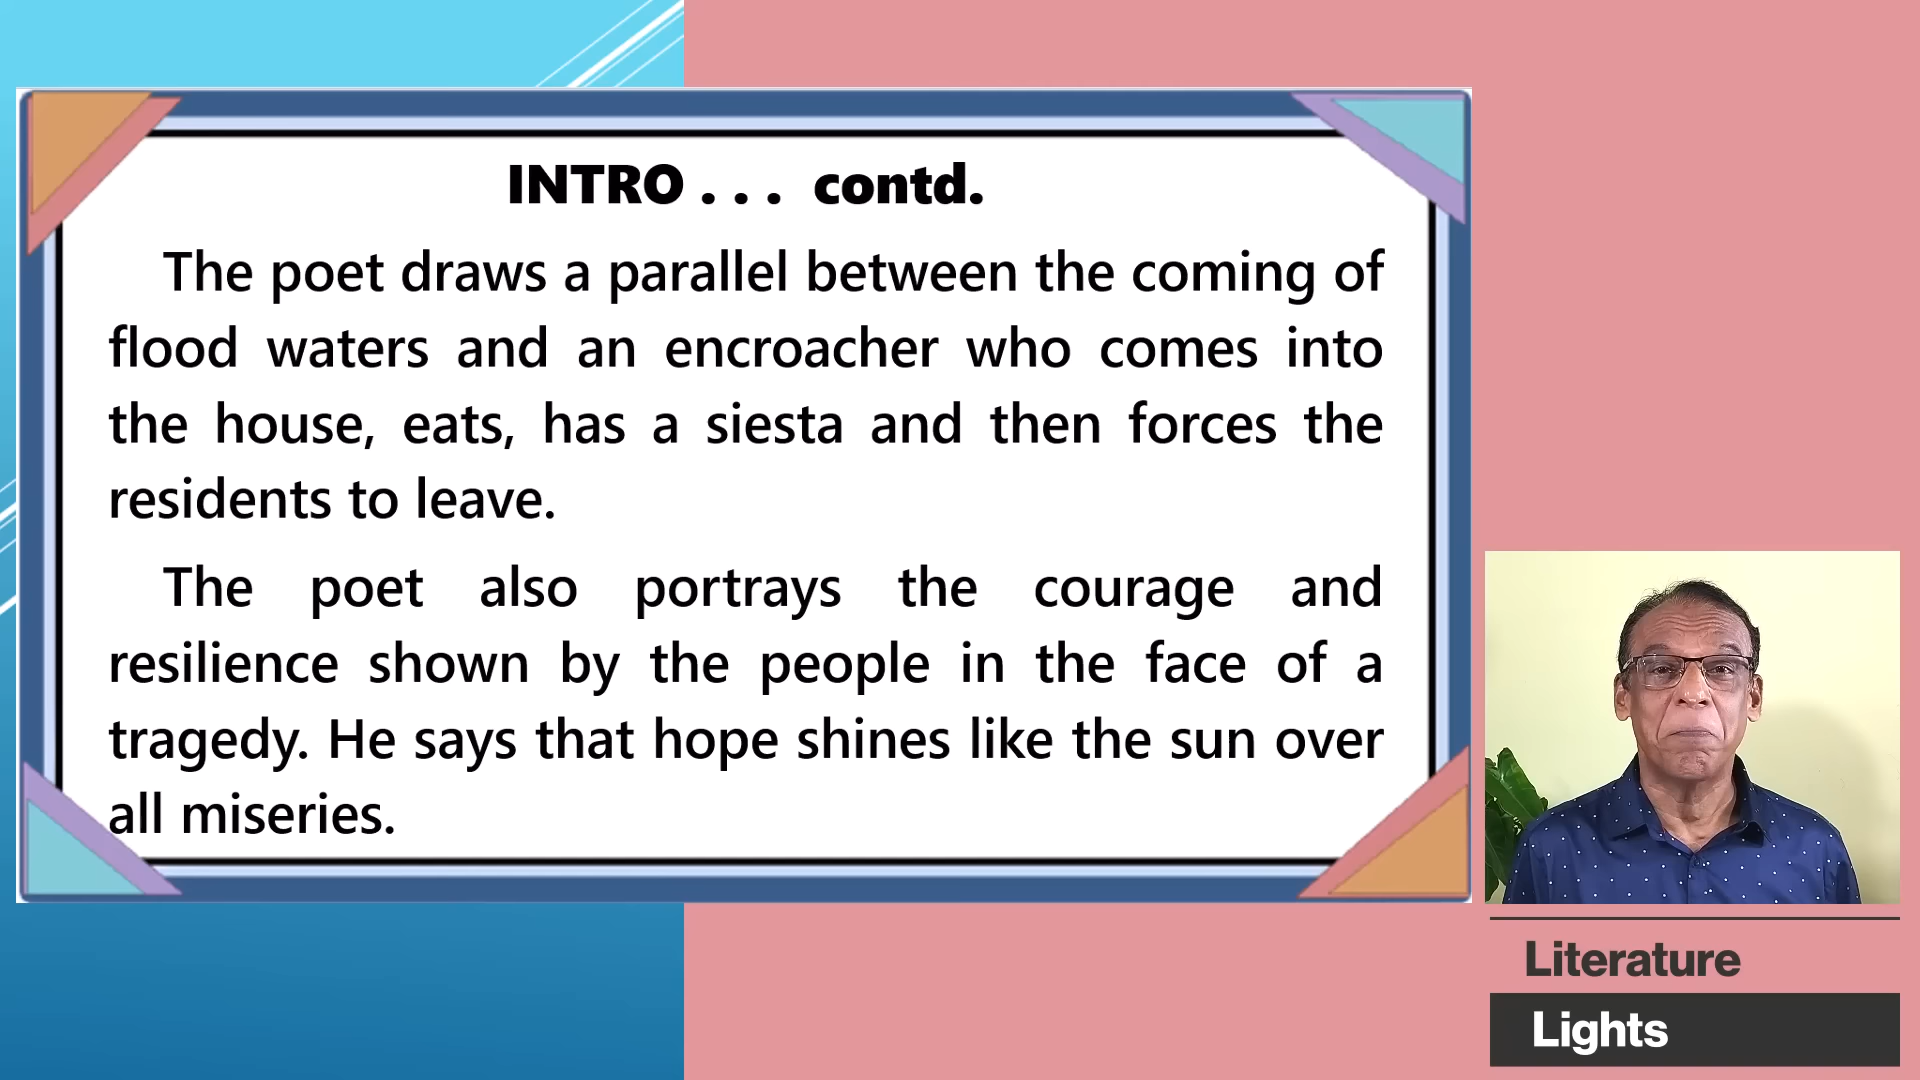 INTRO . . .  contd.
The poet draws a parallel between the coming of
flood waters and an encroacher who comes into
the house, eats, has a siesta and then forces the
residents to leave.
The poet also portrays the courage and
resilience shown by the people in the face of a
tragedy. He says that hope shines like the sun over
all miseries.
Literature
Lights